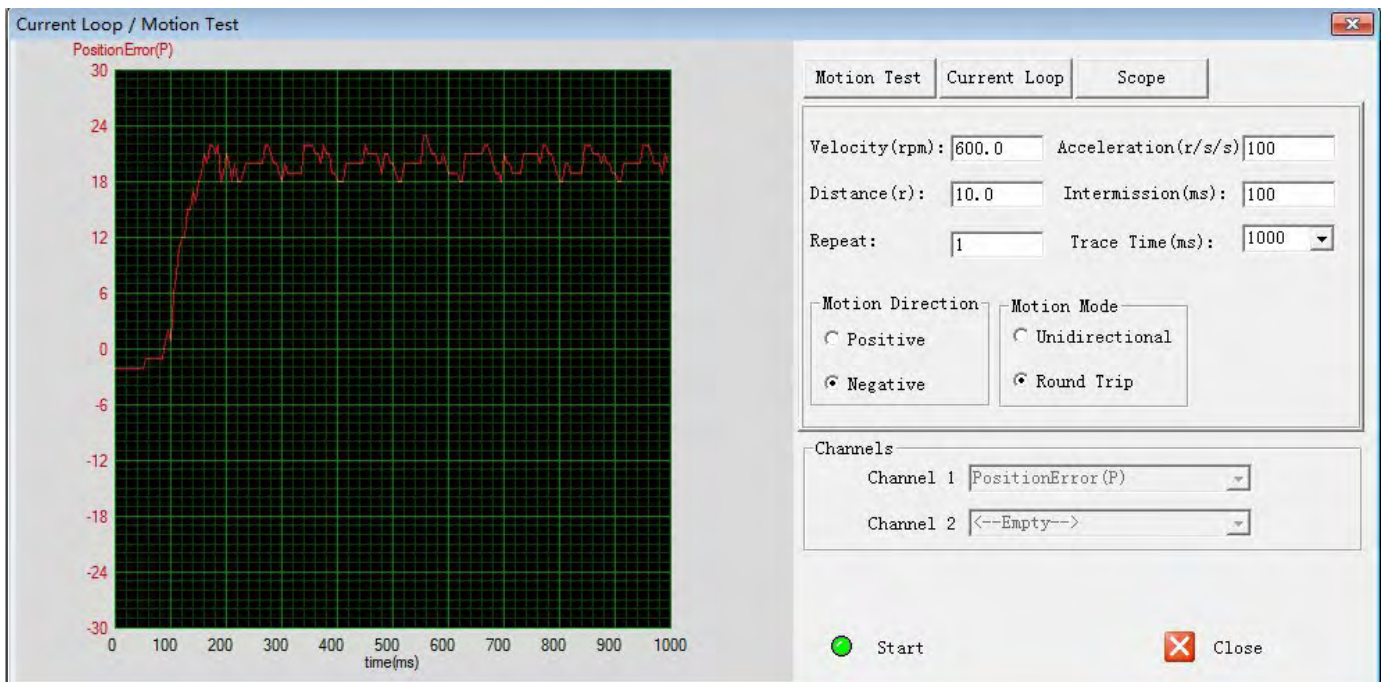 Current Loop / Motion Test
PositionError(P)
30
24
18
12
6
0
-6
-12
-18
-24
-30
0 100 200 300 400 500 600 700 800 900 1000
time(ms)
Motion Test Current Loop Scope
Velocity(rpm): 600.0 Acceleration(r/s/s) 100
Distance(r): 10.0 Intermission(ms): 100
Repeat: 1 Trace Time(ms): 1000
Motion Direction Motion Mode
Positive Unidirectional
Negative Round Trip
Channels
Channel 1 PositionError(P)
Channel 2 <--Empty-->
Start Close